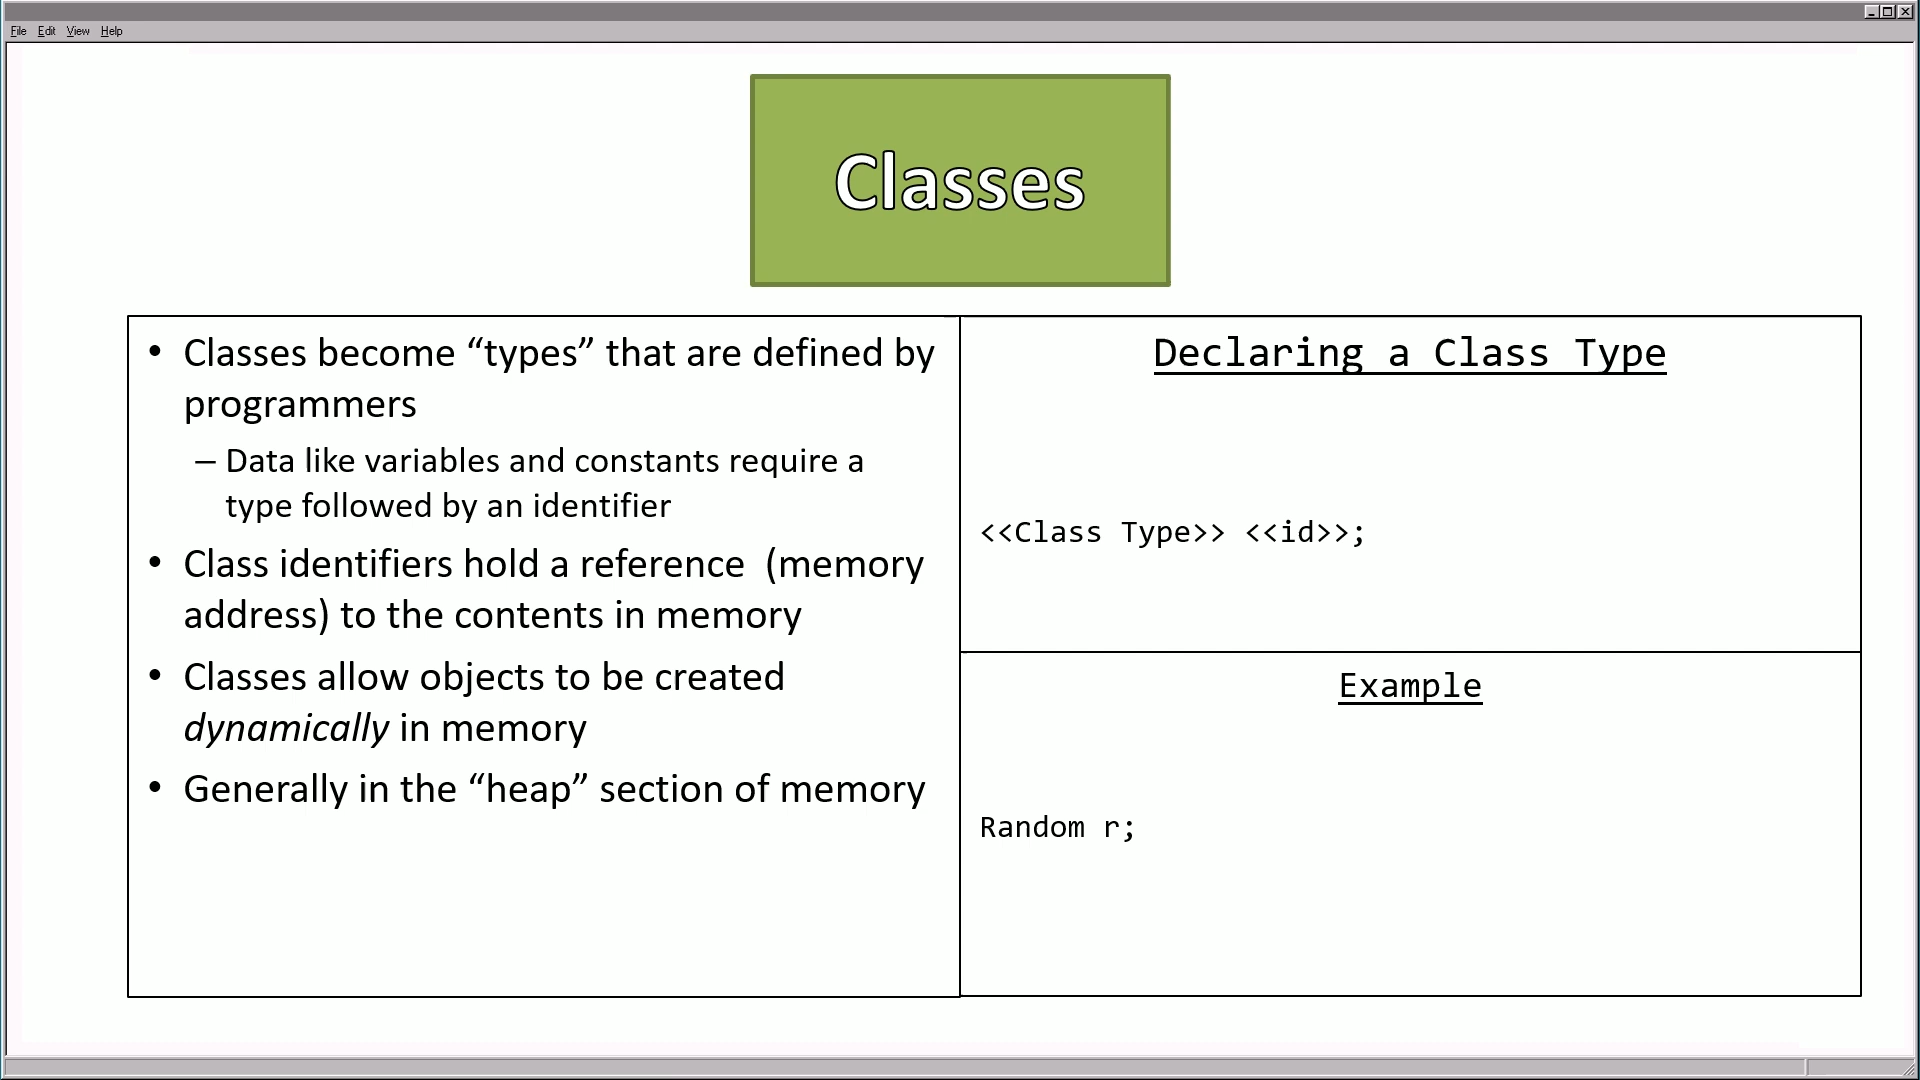 File Edit View Help
Classes
• Classes become “types” that are defined by
programmers
– Data like variables and constants require a
type followed by an identifier
• Class identifiers hold a reference  (memory
address) to the contents in memory
• Classes allow objects to be created
dynamically in memory
• Generally in the “heap” section of memory
Declaring a Class Type
<<Class Type>> <<id>>;
Example
Random r;